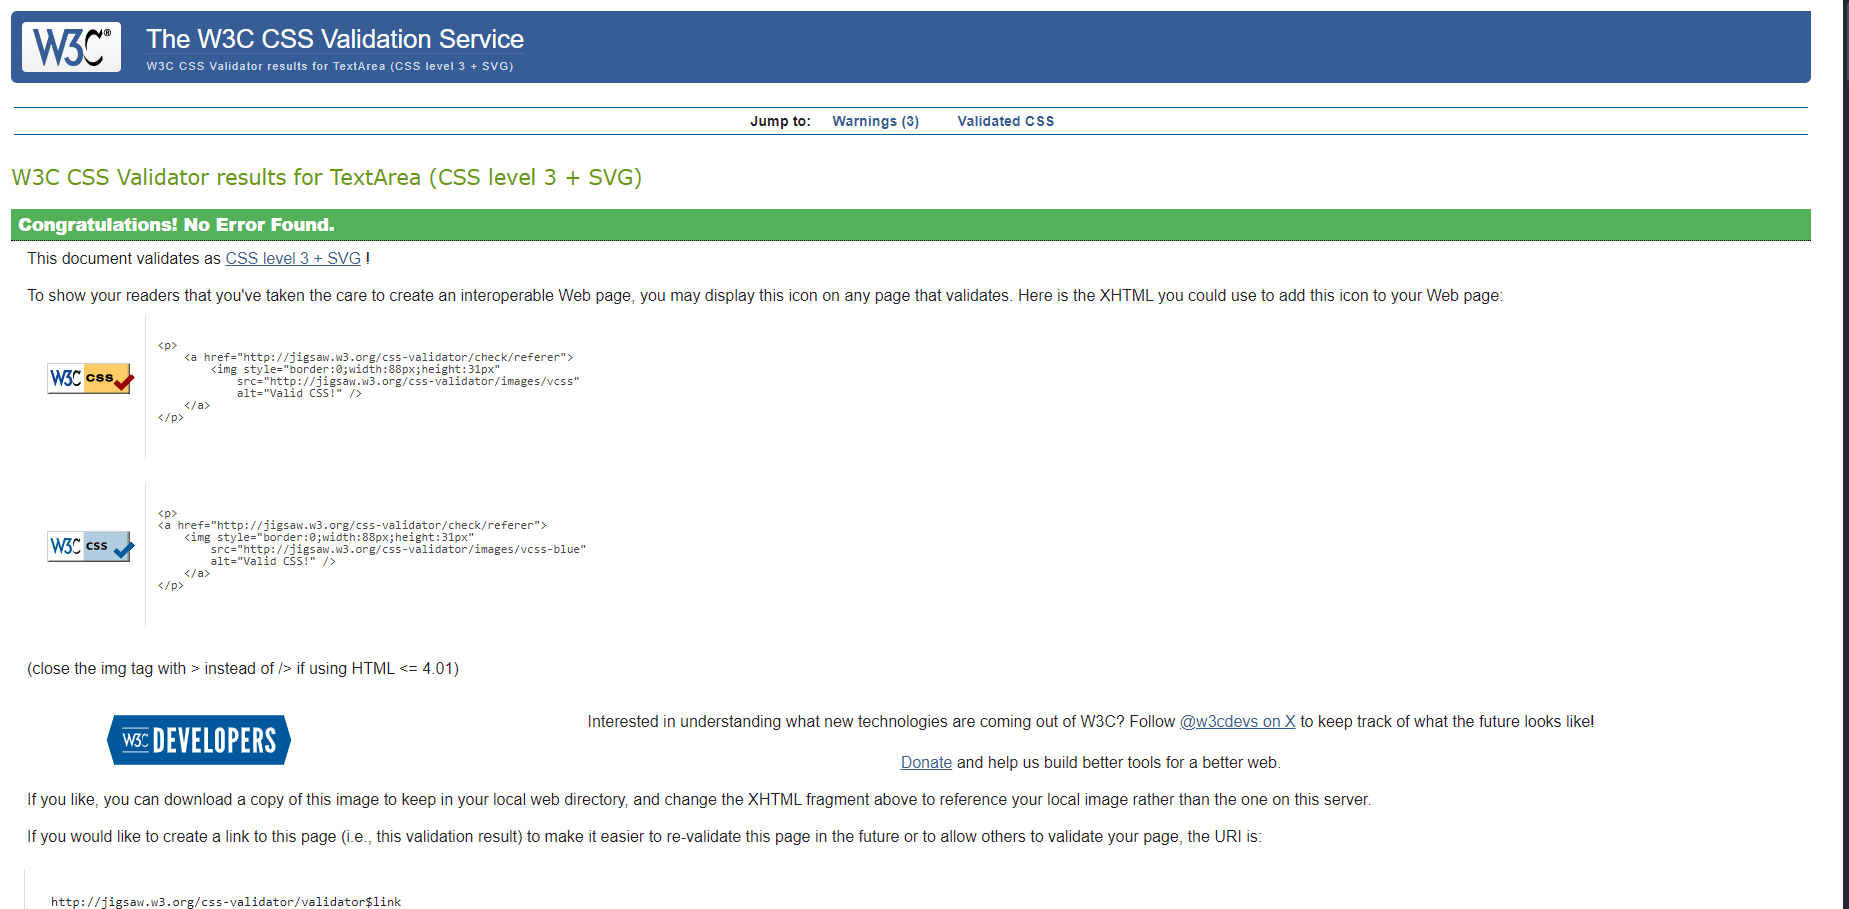 W3C®
The W3C CSS Validation Service
W3C CSS Validator results for TextArea (CSS level 3 + SVG)
Jump to: Warnings (3) Validated CSS
W3C CSS Validator results for TextArea (CSS level 3 + SVG)
Congratulations! No Error Found.
This document validates as CSS level 3 + SVG !
To show your readers that you've taken the care to create an interoperable Web page, you may display this icon on any page that validates. Here is the XHTML you could use to add this icon to your Web page:
W3C css
<p>
<a href="http://jigsaw.w3.org/css-validator/check/referer">
<img style="border:0;width:88px;height:31px"
src="http://jigsaw.w3.org/css-validator/images/vcss"
alt="Valid CSS!" />
</a>
</p>
W3C css
<p>
<a href="http://jigsaw.w3.org/css-validator/check/referer">
<img style="border:0;width:88px;height:31px"
src="http://jigsaw.w3.org/css-validator/images/vcss-blue"
alt="Valid CSS!" />
</a>
</p>
(close the img tag with > instead of /> if using HTML <= 4.01)
W3C DEVELOPERS
Interested in understanding what new technologies are coming out of W3C? Follow @w3cdevs on X to keep track of what the future looks like!
Donate and help us build better tools for a better web.
If you like, you can download a copy of this image to keep in your local web directory, and change the XHTML fragment above to reference your local image rather than the one on this server.
If you would like to create a link to this page (i.e., this validation result) to make it easier to re-validate this page in the future or to allow others to validate your page, the URI is:
http://jigsaw.w3.org/css-validator/validator$link